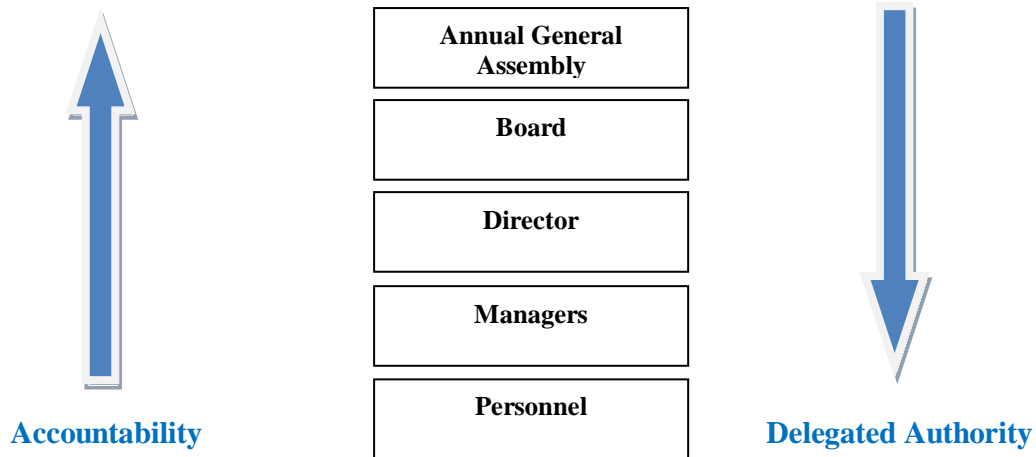 Annual General
Assembly
Board
Director
Managers
Personnel
Accountability
Delegated Authority